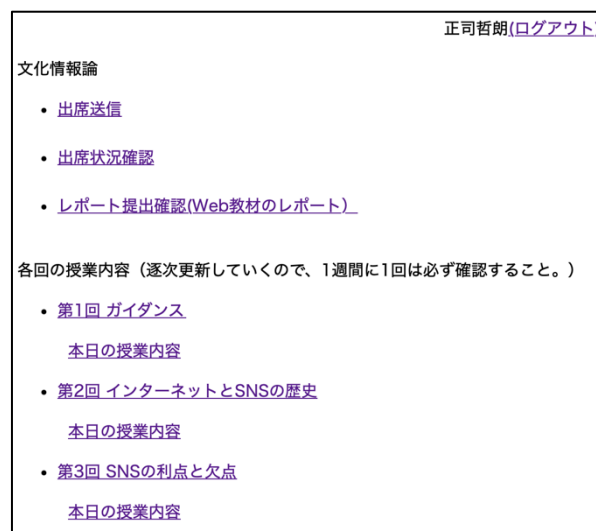 正司哲朗(ログアウト)
文化情報論
出席送信
出席状況確認
レポート提出確認(Web教材のレポート）
各回の授業内容（逐次更新していくので、1週間に1回は必ず確認すること。）
第1回 ガイダンス
本日の授業内容
第2回 インターネットとSNSの歴史
本日の授業内容
第3回 SNSの利点と欠点
本日の授業内容